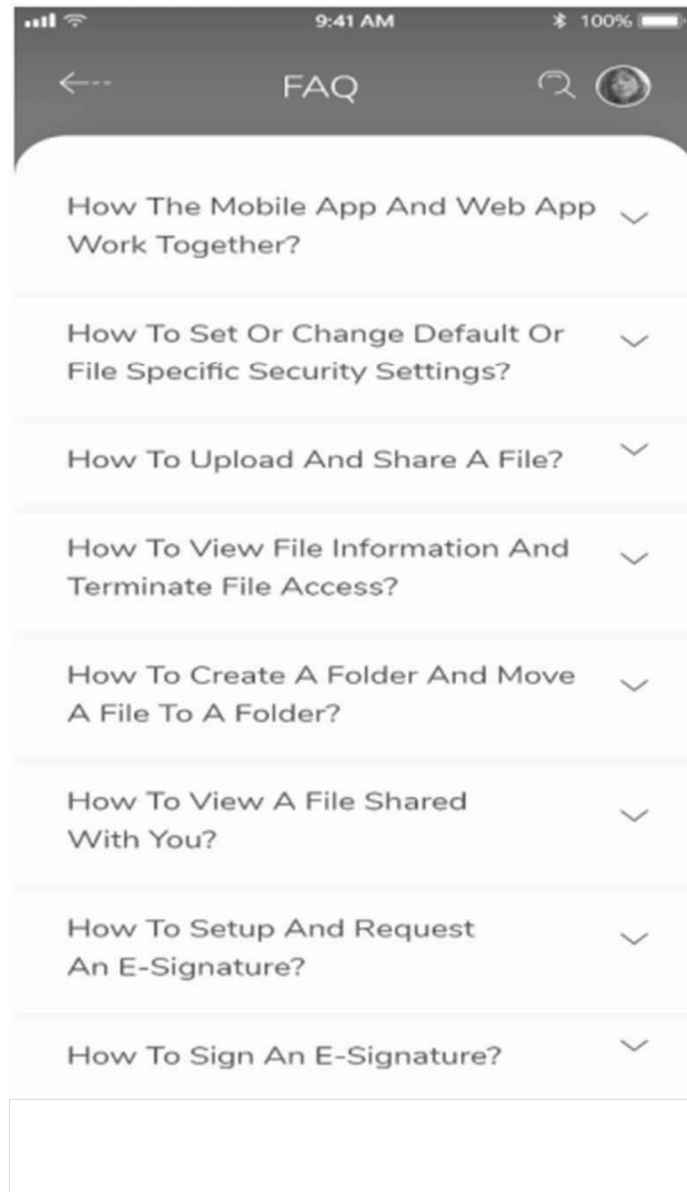 9:41 AM
100%
FAQ
How The Mobile App And Web App
Work Together?
How To Set Or Change Default Or
File Specific Security Settings?
How To Upload And Share A File?
How To View File Information And
Terminate File Access?
How To Create A Folder And Move
A File To A Folder?
How To View A File Shared
With You?
How To Setup And Request
An E-Signature?
How To Sign An E-Signature?